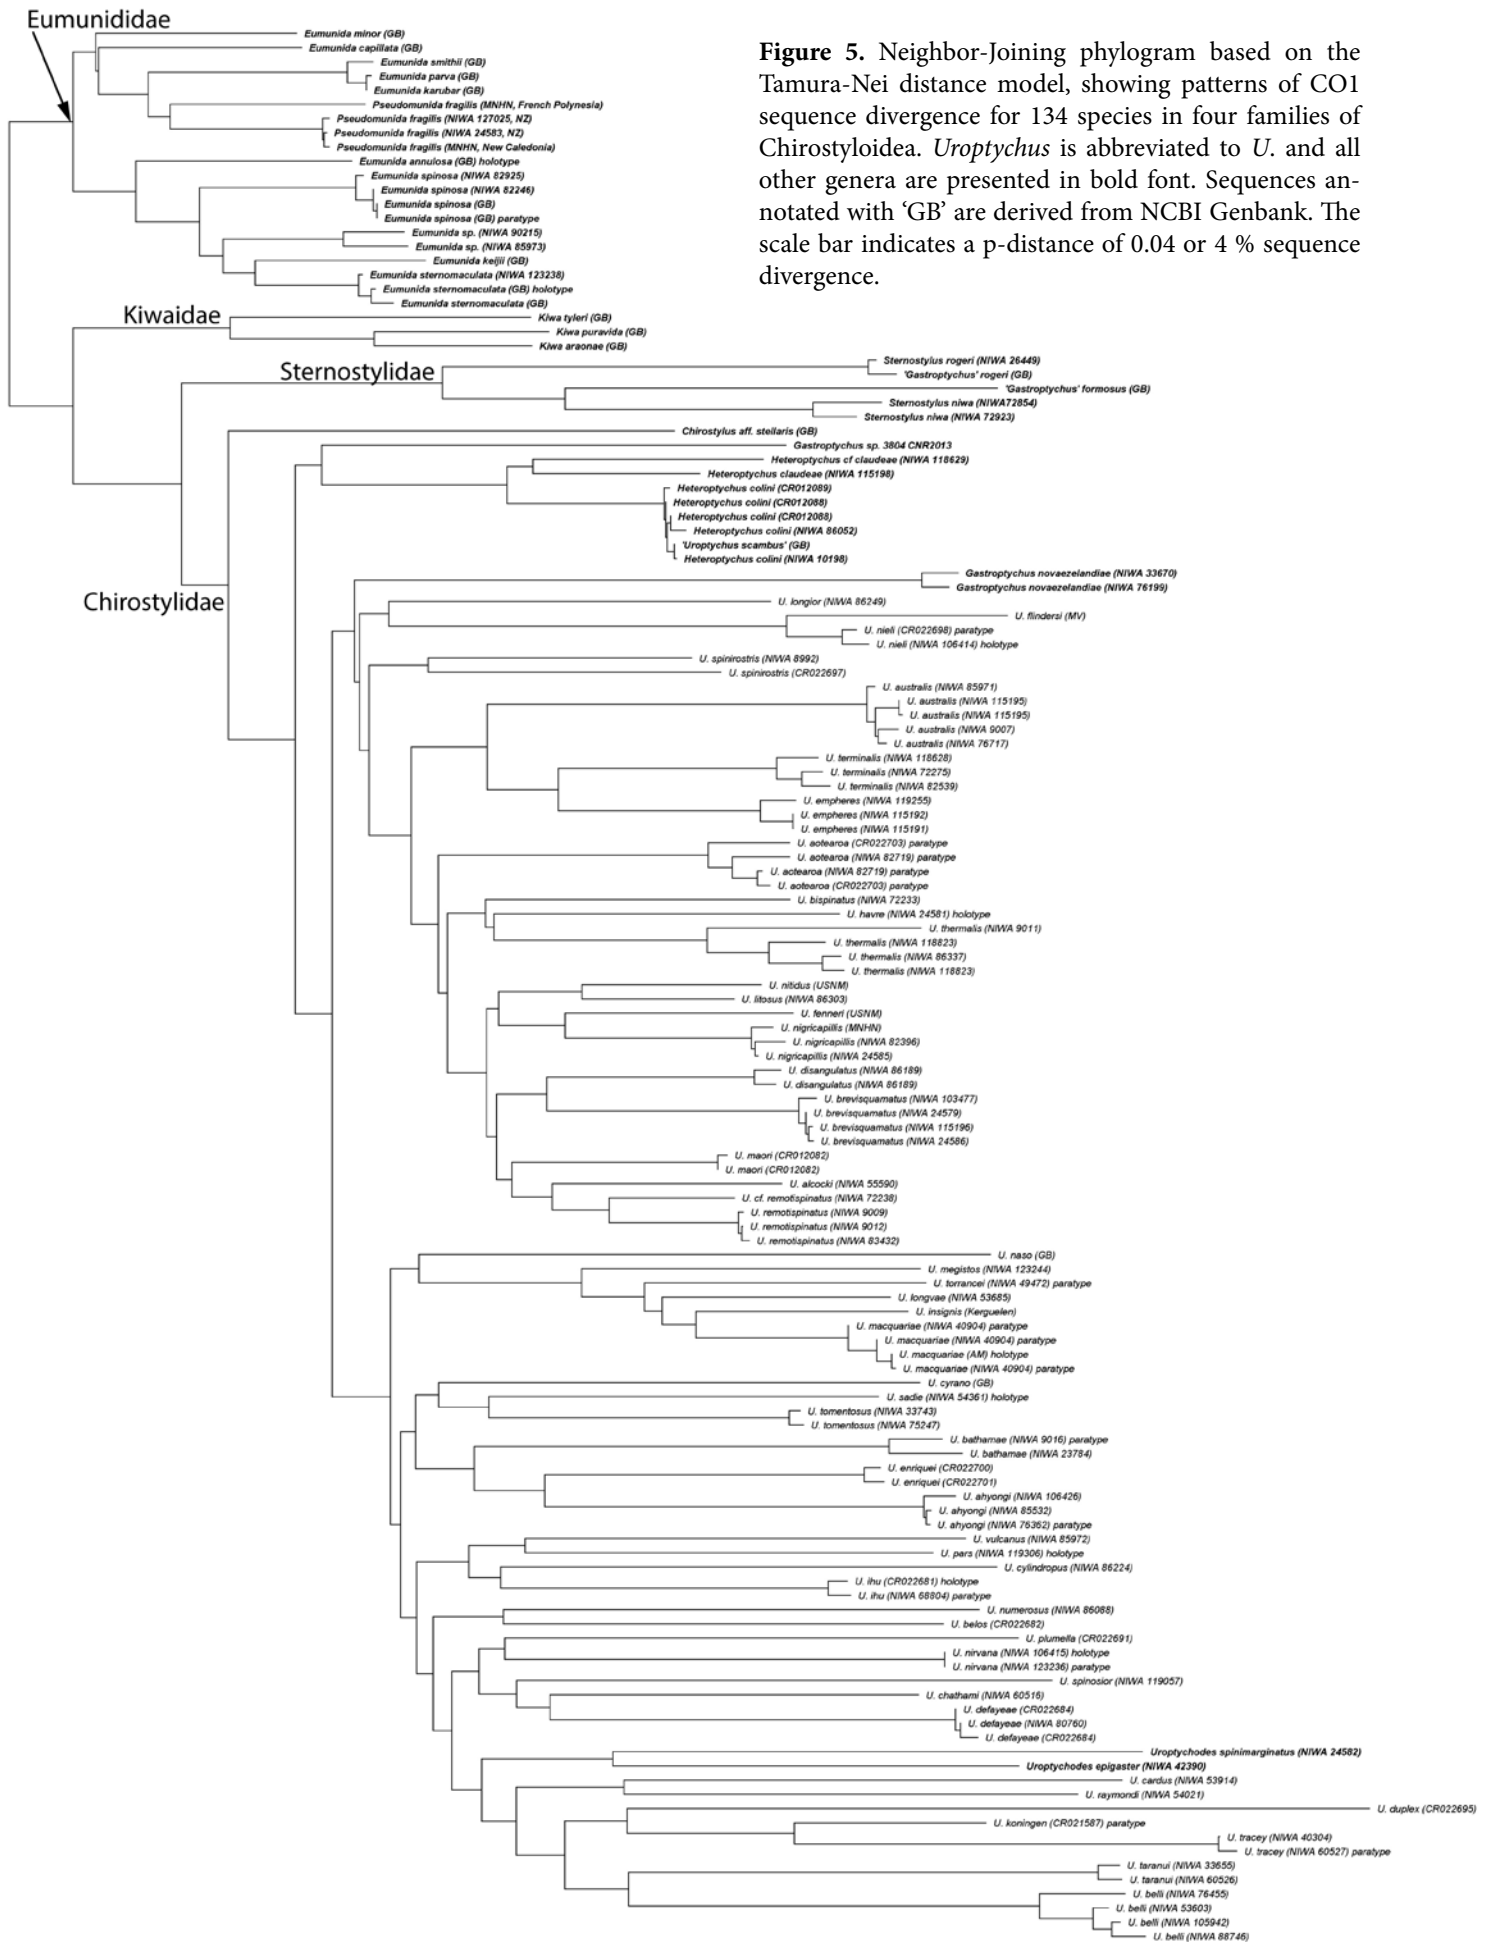 Eumunididae
Figure 5. Neighbor-Joining phylogram based on the
Tamura-Nei distance model, showing patterns of CO1
sequence divergence for 134 species in four families of
Chirostyloidea. Uroptychus is abbreviated to U. and all
other genera are presented in bold font. Sequences an-
notated with ‘GB’ are derived from NCBI Genbank. The
scale bar indicates a p-distance of 0.04 or 4 % sequence
divergence.
Eumunida minor (GB)
Eumunida capillata (GB)
Eumunida smithii (GB)
Eumunida parva (GB)
Eumunida karubar (GB)
Pseudomunida fragilis (MNHN, French Polynesia)
Pseudomunida fragilis (NIWA 127025, NZ)
Pseudomunida fragilis (NIWA 24583, NZ)
Pseudomunida fragilis (MNHN, New Caledonia)
Eumunida annulosa (GB) holotype
Eumunida spinosa (NIWA 82925)
Eumunida spinosa (NIWA 82246)
Eumunida spinosa (GB)
Eumunida spinosa (GB) paratype
Eumunida sp. (NIWA 90215)
Eumunida sp. (NIWA 85973)
Eumunida keijii (GB)
Eumunida sternomaculata (NIWA 123238)
Eumunida sternomaculata (GB) holotype
Eumunida sternomaculata (GB)
Kiwaidae
Kiwa tyleri (GB)
Kiwa puravida (GB)
Kiwa araonae (GB)
Sternostylidae
Sternostylus rogeri (NIWA 26449)
'Gastroptychus' rogeri (GB)
'Gastroptychus' formosus (GB)
Sternostylus niwa (NIWA72854)
Sternostylus niwa (NIWA 72923)
Chirostylus aff. stellaris (GB)
Gastroptychus sp. 3804 CNR2013
Heteroptychus cf claudeae (NIWA 118629)
Heteroptychus claudeae (NIWA 115198)
Heteroptychus colini (CR012089)
Heteroptychus colini (CR012088)
Heteroptychus colini (CR012088)
Heteroptychus colini (NIWA 86052)
'Uroptychus scambus' (GB)
Heteroptychus colini (NIWA 10198)
Gastroptychus novaezelandiae (NIWA 33670)
Gastroptychus novaezelandiae (NIWA 76199)
Chirostylidae
U. longior (NIWA 86249)
U. flindersi (MV)
U. nieli (CR022698) paratype
U. nieli (NIWA 106414) holotype
U. spinirostris (NIWA 8992)
U. spinirostris (CR022697)
U. australis (NIWA 85971)
U. australis (NIWA 115195)
U. australis (NIWA 115195)
U. australis (NIWA 9007)
U. australis (NIWA 76717)
U. terminalis (NIWA 118628)
U. terminalis (NIWA 72275)
U. terminalis (NIWA 82539)
U. empheres (NIWA 119255)
U. empheres (NIWA 115192)
U. empheres (NIWA 115191)
U. aotearoa (CR022703) paratype
U. aotearoa (NIWA 82719) paratype
U. aotearoa (NIWA 82719) paratype
U. aotearoa (CR022703) paratype
U. bispinatus (NIWA 72233)
U. havre (NIWA 24581) holotype
U. thermalis (NIWA 9011)
U. thermalis (NIWA 118823)
U. thermalis (NIWA 86337)
U. thermalis (NIWA 118823)
U. nitidus (USNM)
U. litosus (NIWA 86303)
U. fenneri (USNM)
U. nigricapillis (MNHN)
U. nigricapillis (NIWA 82396)
U. nigricapillis (NIWA 24585)
U. disangulatus (NIWA 86189)
U. disangulatus (NIWA 86189)
U. brevisquamatus (NIWA 103477)
U. brevisquamatus (NIWA 24579)
U. brevisquamatus (NIWA 115196)
U. brevisquamatus (NIWA 24586)
U. maori (CR012082)
U. maori (CR012082)
U. alcocki (NIWA 55590)
U. cf. remotispinatus (NIWA 72238)
U. remotispinatus (NIWA 9009)
U. remotispinatus (NIWA 9012)
U. remotispinatus (NIWA 83432)
U. naso (GB)
U. megistos (NIWA 123244)
U. torrancei (NIWA 49472) paratype
U. longvae (NIWA 53685)
U. insignis (Kerguelen)
U. macquariae (NIWA 40904) paratype
U. macquariae (NIWA 40904) paratype
U. macquariae (AM) holotype
U. macquariae (NIWA 40904) paratype
U. cyrano (GB)
U. sadie (NIWA 54361) holotype
U. tomentosus (NIWA 33743)
U. tomentosus (NIWA 75247)
U. bathamae (NIWA 9016) paratype
U. bathamae (NIWA 23784)
U. enriquei (CR022700)
U. enriquei (CR022701)
U. ahyongi (NIWA 106426)
U. ahyongi (NIWA 85532)
U. ahyongi (NIWA 76362) paratype
U. vulcanus (NIWA 85972)
U. pars (NIWA 119306) holotype
U. cylindropus (NIWA 86224)
U. ihu (CR022681) holotype
U. ihu (NIWA 68804) paratype
U. numerosus (NIWA 86088)
U. belos (CR022682)
U. plumella (CR022691)
U. nirvana (NIWA 106415) holotype
U. nirvana (NIWA 123236) paratype
U. spinosior (NIWA 119057)
U. chathami (NIWA 60516)
U. defayeae (CR022684)
U. defayeae (NIWA 80760)
U. defayeae (CR022684)
Uroptychodes spinimarginatus (NIWA 24582)
Uroptychodes epigaster (NIWA 42390)
U. cardus (NIWA 53914)
U. raymondi (NIWA 54021)
U. duplex (CR022695)
U. koningen (CR021587) paratype
U. tracey (NIWA 40304)
U. tracey (NIWA 60527) paratype
U. taranui (NIWA 33655)
U. taranui (NIWA 60526)
U. belli (NIWA 76455)
U. belli (NIWA 53603)
U. belli (NIWA 105942)
U. belli (NIWA 88746)